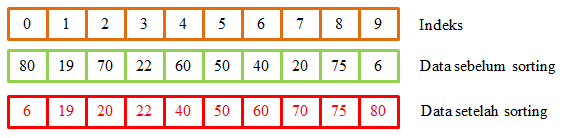 0 1 2 3 4 5 6 7 8 9 Indeks
80 19 70 22 60 50 40 20 75 6 Data sebelum sorting
6 19 20 22 40 50 60 70 75 80 Data setelah sorting